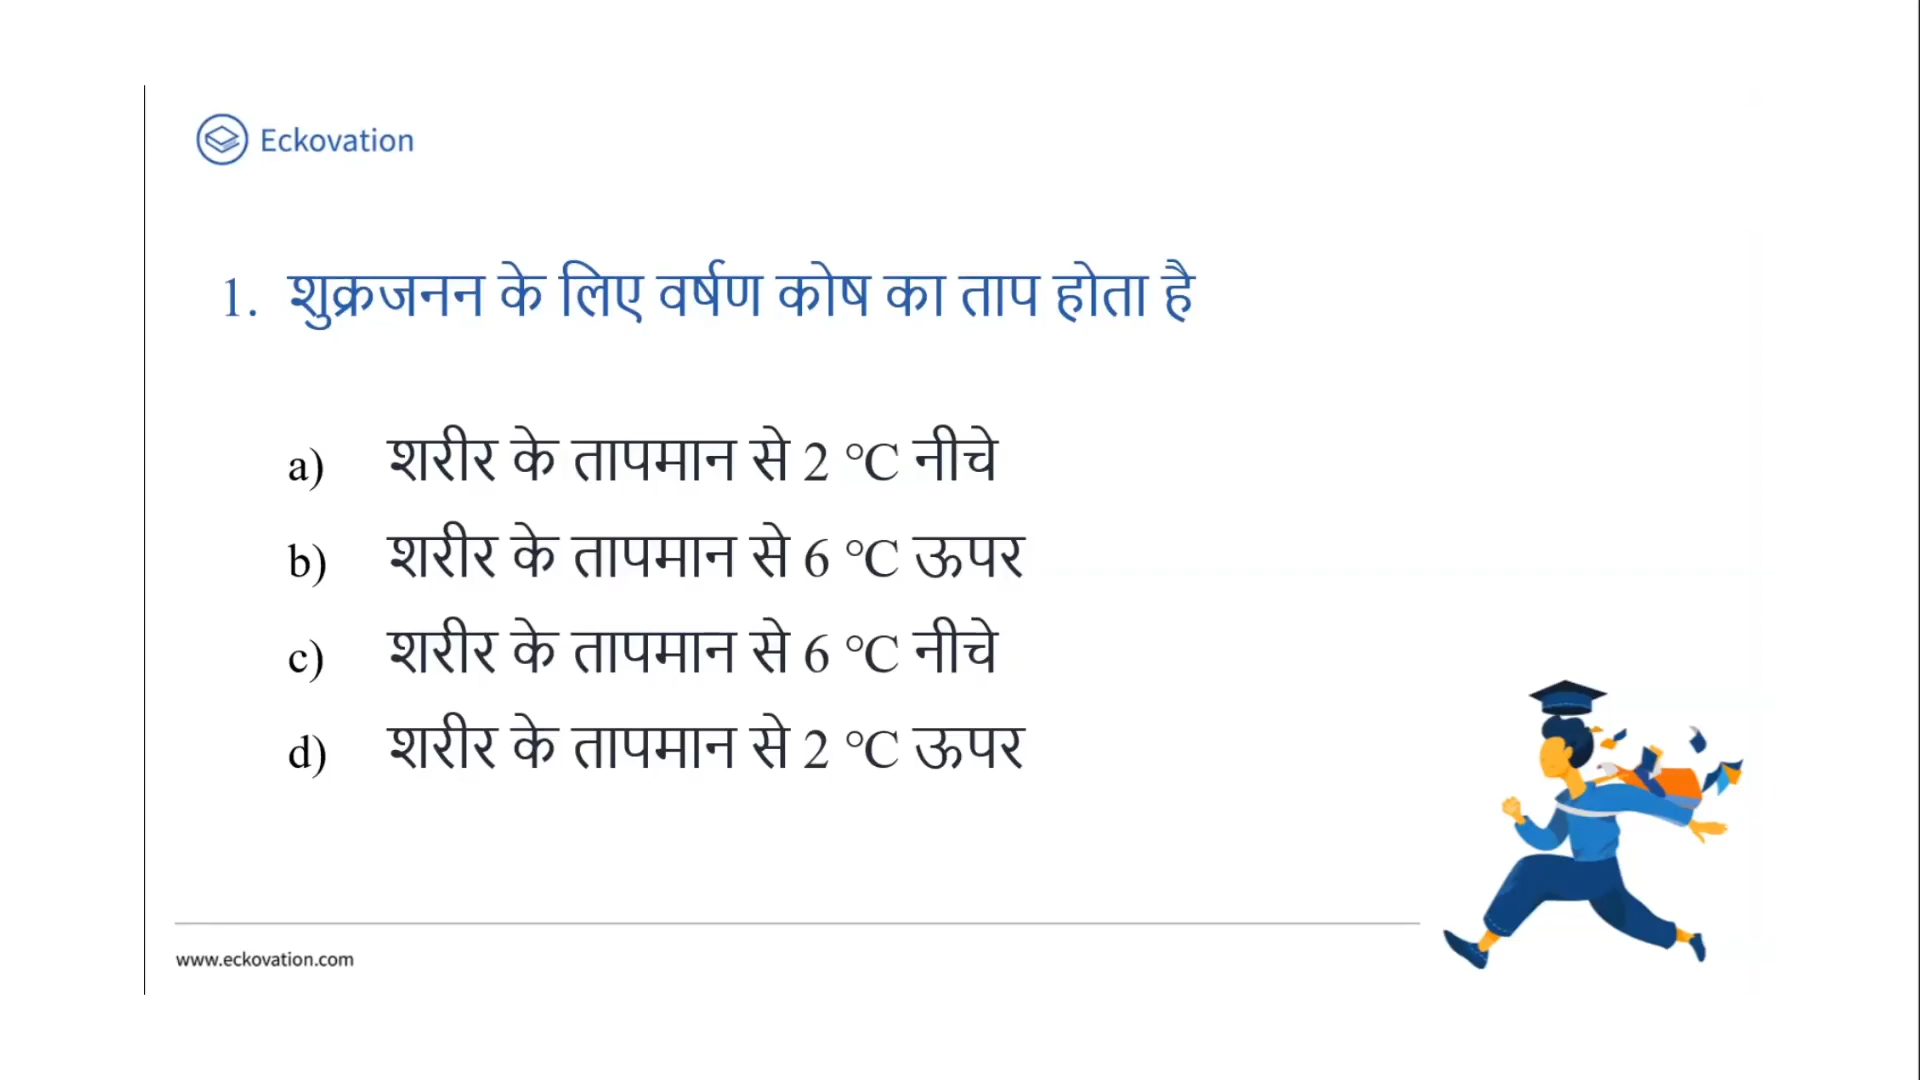 Eckovation
1. शुक्रजनन के लिए वर्षण कोष का ताप होता है
a) शरीर के तापमान से 2 °C नीचे
b) शरीर के तापमान से 6 °C ऊपर
c) शरीर के तापमान से 6 °C नीचे
d) शरीर के तापमान से 2 °C ऊपर
www.eckovation.com